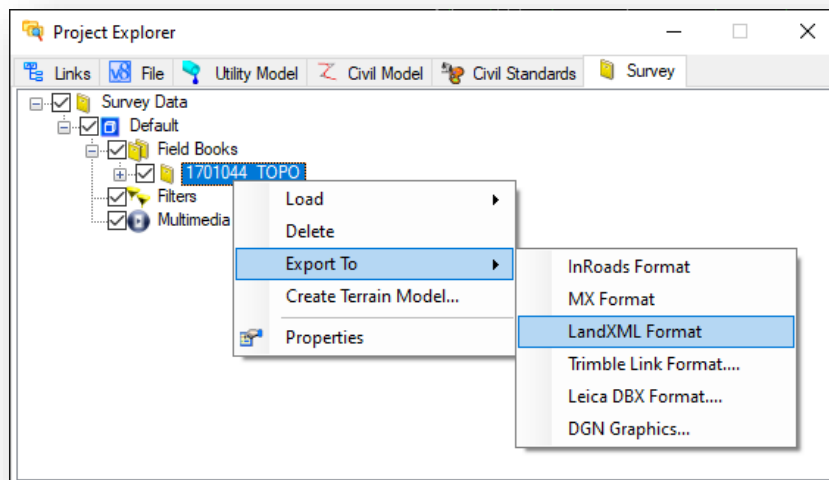 Project Explorer
Links File Utility Model Civil Model Civil Standards Survey
Survey Data
Default
Field Books
1701044_TOPO
Filters
Multimedia
Load
Delete
Export To
Create Terrain Model...
Properties
InRoads Format
MX Format
LandXML Format
Trimble Link Format....
Leica DBX Format....
DGN Graphics...